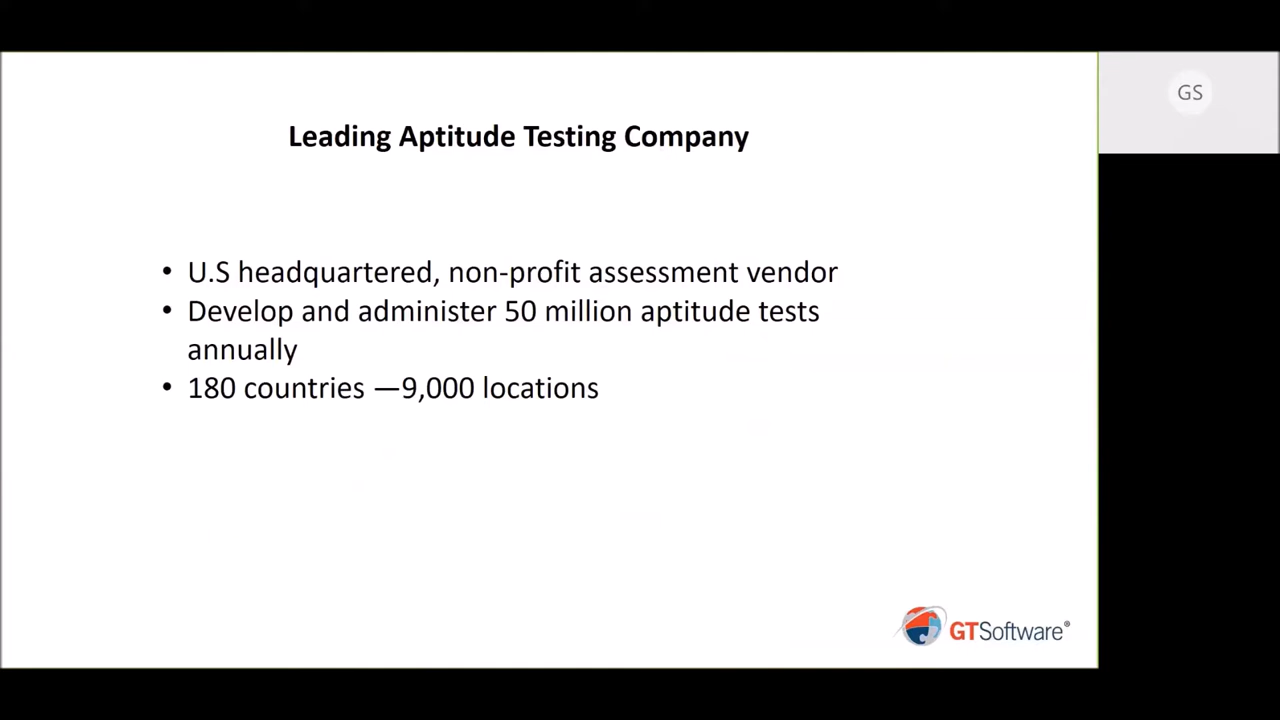 GS
Leading Aptitude Testing Company
• U.S headquartered, non-profit assessment vendor
• Develop and administer 50 million aptitude tests
annually
• 180 countries —9,000 locations
GTSoftware®